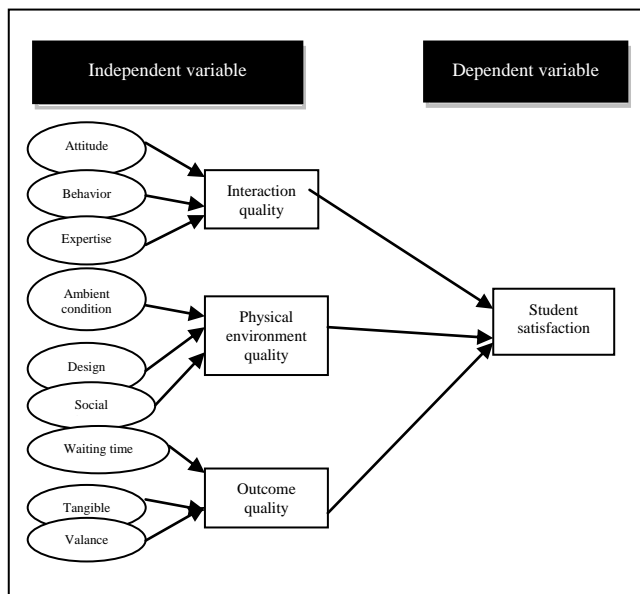 Independent variable
Dependent variable
Attitude
Behavior
Expertise
Interaction
quality
Ambient
condition
Design
Social
Physical
environment
quality
Waiting time
Tangible
Valance
Outcome
quality
Student
satisfaction